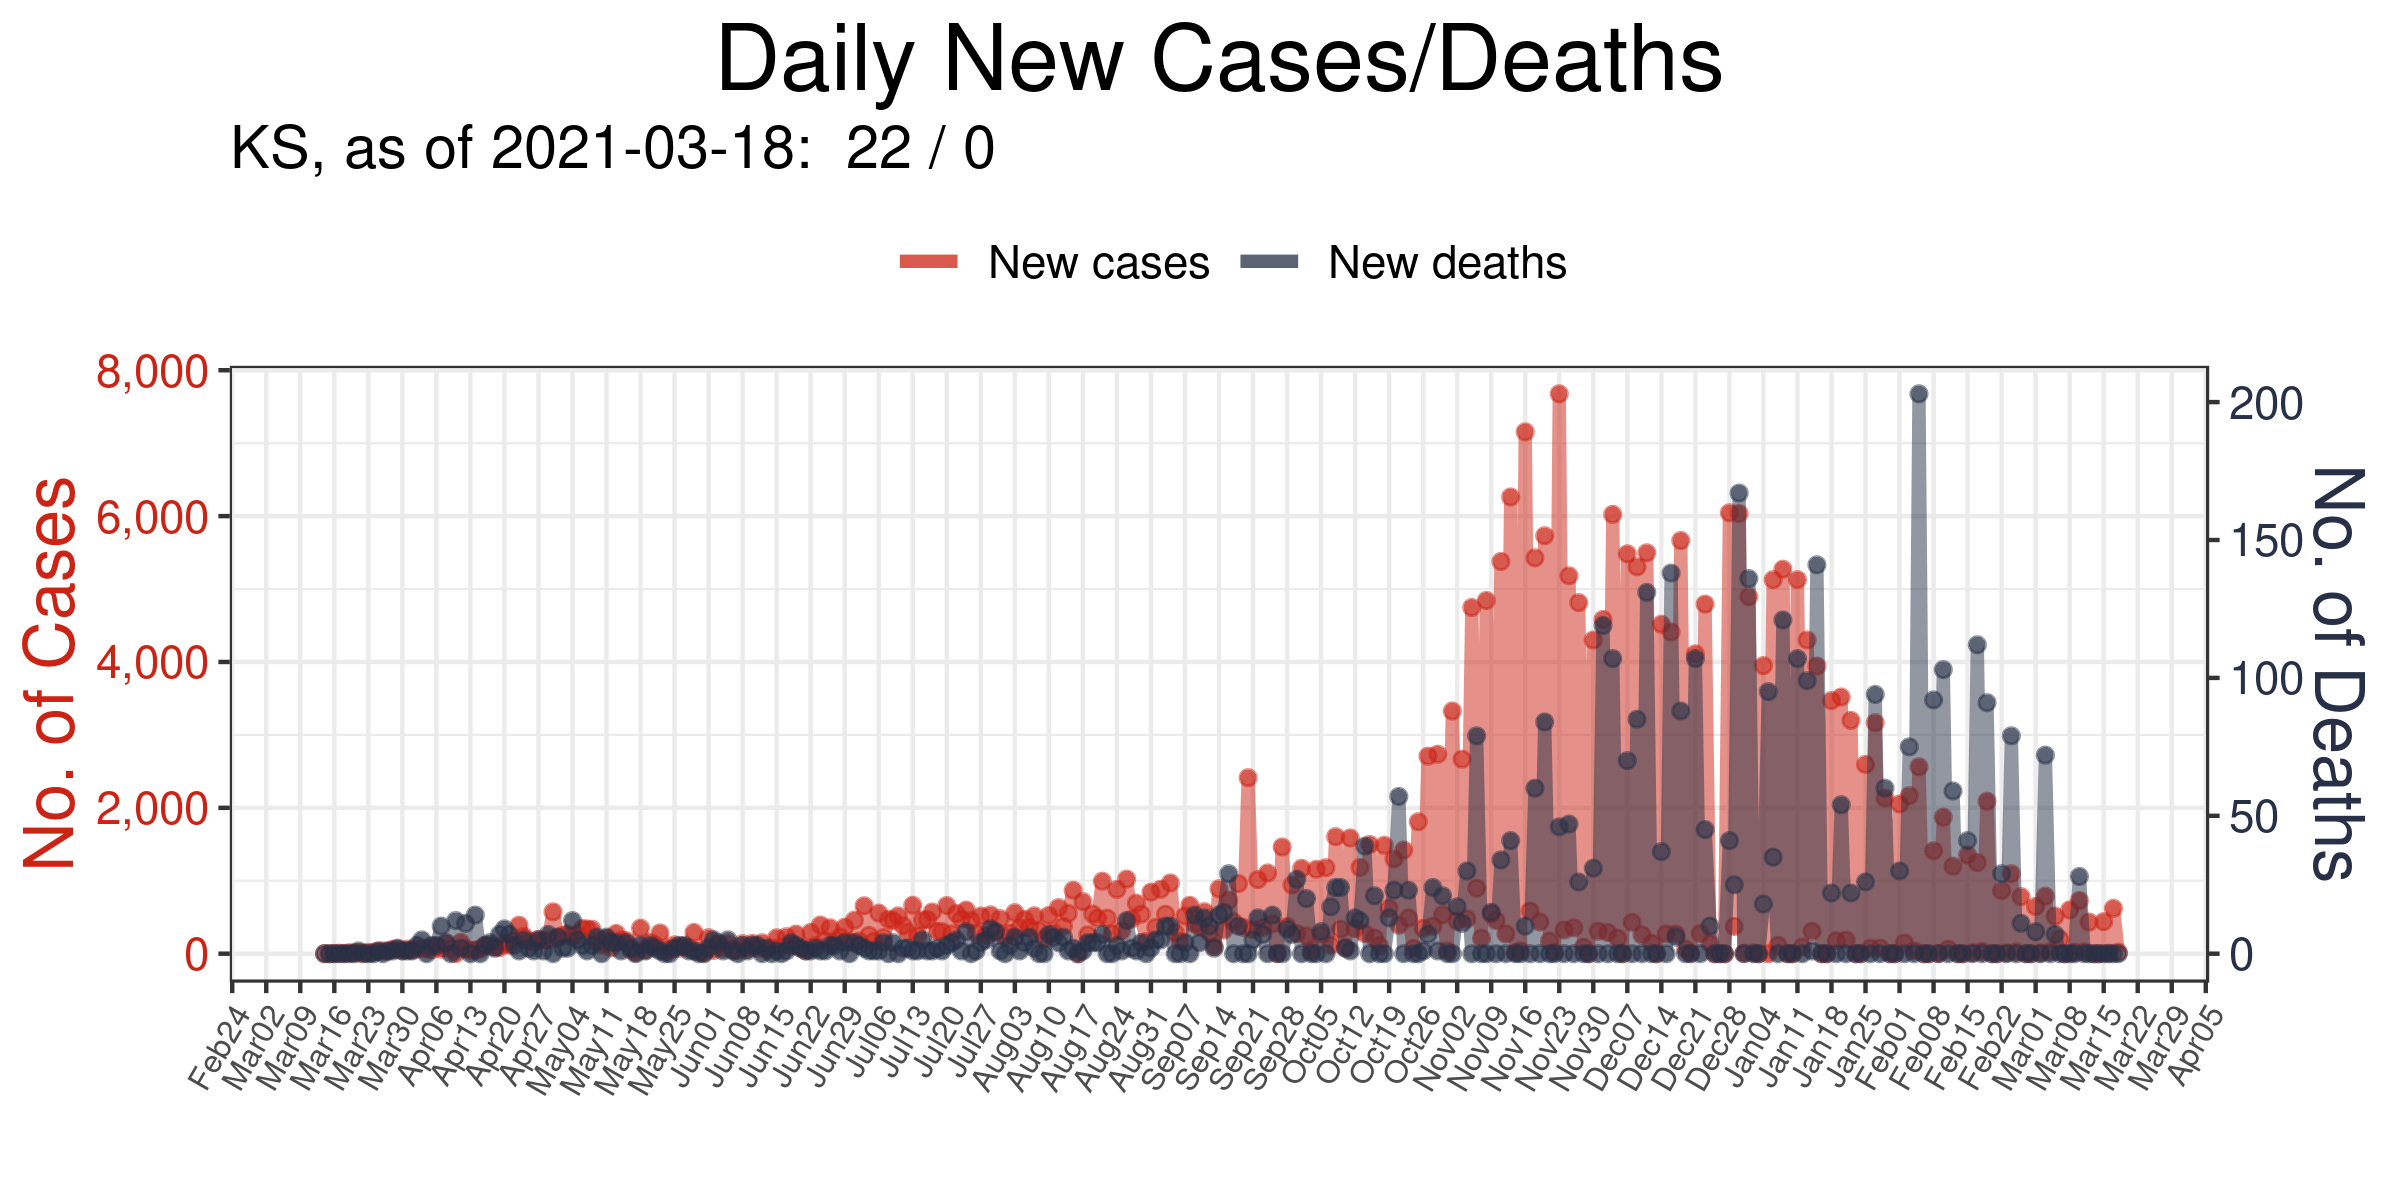 Daily New Cases/Deaths
KS, as of 2021-03-18: 22 / 0
New cases
New deaths
No. of Cases
8,000
6,000
4,000
2,000
0
200
150
100
50
0
No. of Deaths
Feb24
Mar02
Mar09
Mar16
Mar23
Mar30
Apr06
Apr13
Apr20
Apr27
May04
May11
May18
May25
Jun01
Jun08
Jun15
Jun22
Jun29
Jul06
Jul13
Jul20
Jul27
Aug03
Aug10
Aug17
Aug24
Aug31
Sep07
Sep14
Sep21
Sep28
Oct05
Oct12
Oct19
Oct26
Nov02
Nov09
Nov16
Nov23
Nov30
Dec07
Dec14
Dec21
Dec28
Jan04
Jan11
Jan18
Jan25
Feb01
Feb08
Feb15
Feb22
Mar01
Mar08
Mar15
Mar22
Mar29
Apr05